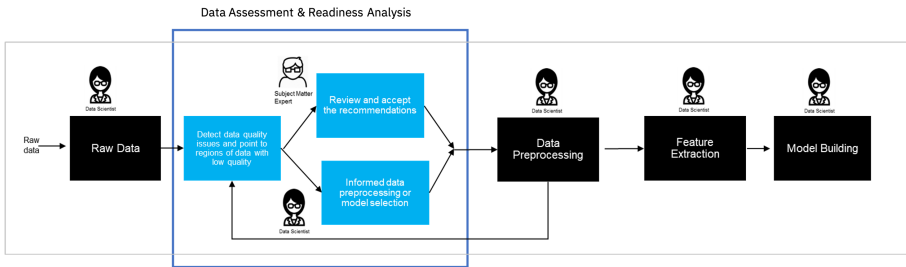 Data Assessment & Readiness Analysis
Data Scientist
Subject Matter
Expert
Review and accept
the recommendations
Data Scientist
Data Scientist
Data Scientist
Raw
data
Raw Data
Detect data quality
issues and point to
regions of data with
low quality
Data
Preprocessing
Feature
Extraction
Model Building
Informed data
preprocessing or
model selection
Data Scientist